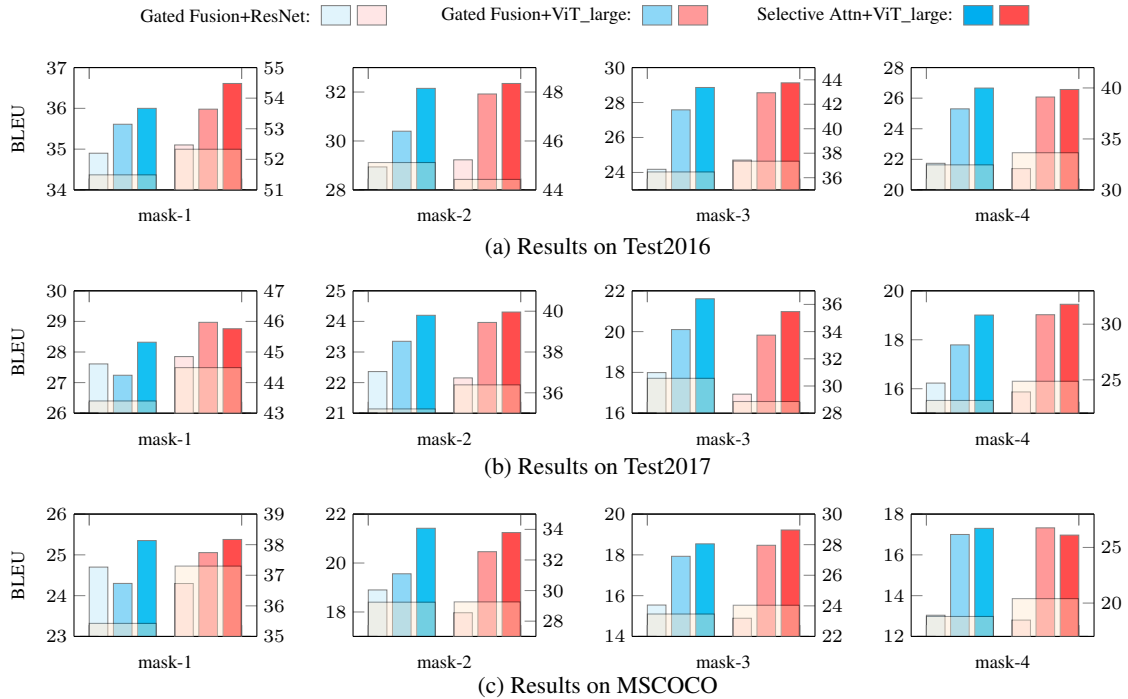 Gated Fusion+ResNet: Gated Fusion+ViT_large: Selective Attn+ViT_large:
BLEU
37 36 35 34
55 54 53 52 51
mask-1
32 30 28
48 46 44
mask-2
30 28 26 24
44 42 40 38 36
mask-3
28 26 24 22 20
40 35 30
mask-4
(a) Results on Test2016
BLEU
30 29 28 27 26
47 46 45 44 43
mask-1
25 24 23 22 21
40 38 36
mask-2
22 20 18 16
36 34 32 30 28
mask-3
20 18 16
30 25
mask-4
(b) Results on Test2017
BLEU
26 25 24 23
39 38 37 36 35
mask-1
22 20 18
34 32 30 28
mask-2
20 18 16 14
30 28 26 24 22
mask-3
18 16 14 12
25 20
mask-4
(c) Results on MSCOCO